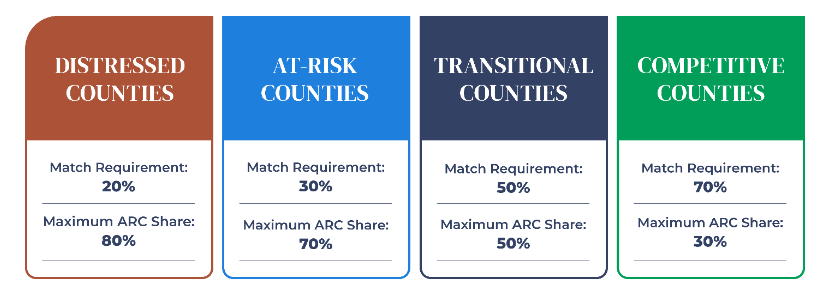 DISTRESSED
COUNTIES
Match Requirement:
20%
Maximum ARC Share:
80%
AT-RISK
COUNTIES
Match Requirement:
30%
Maximum ARC Share:
70%
TRANSITIONAL
COUNTIES
Match Requirement:
50%
Maximum ARC Share:
50%
COMPETITIVE
COUNTIES
Match Requirement:
70%
Maximum ARC Share:
30%